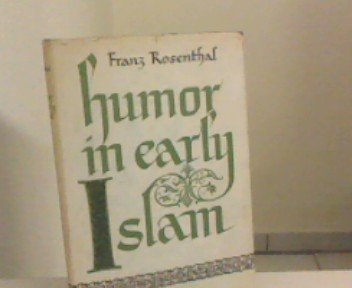 Franz Rosenthal
humor
in early
Islam